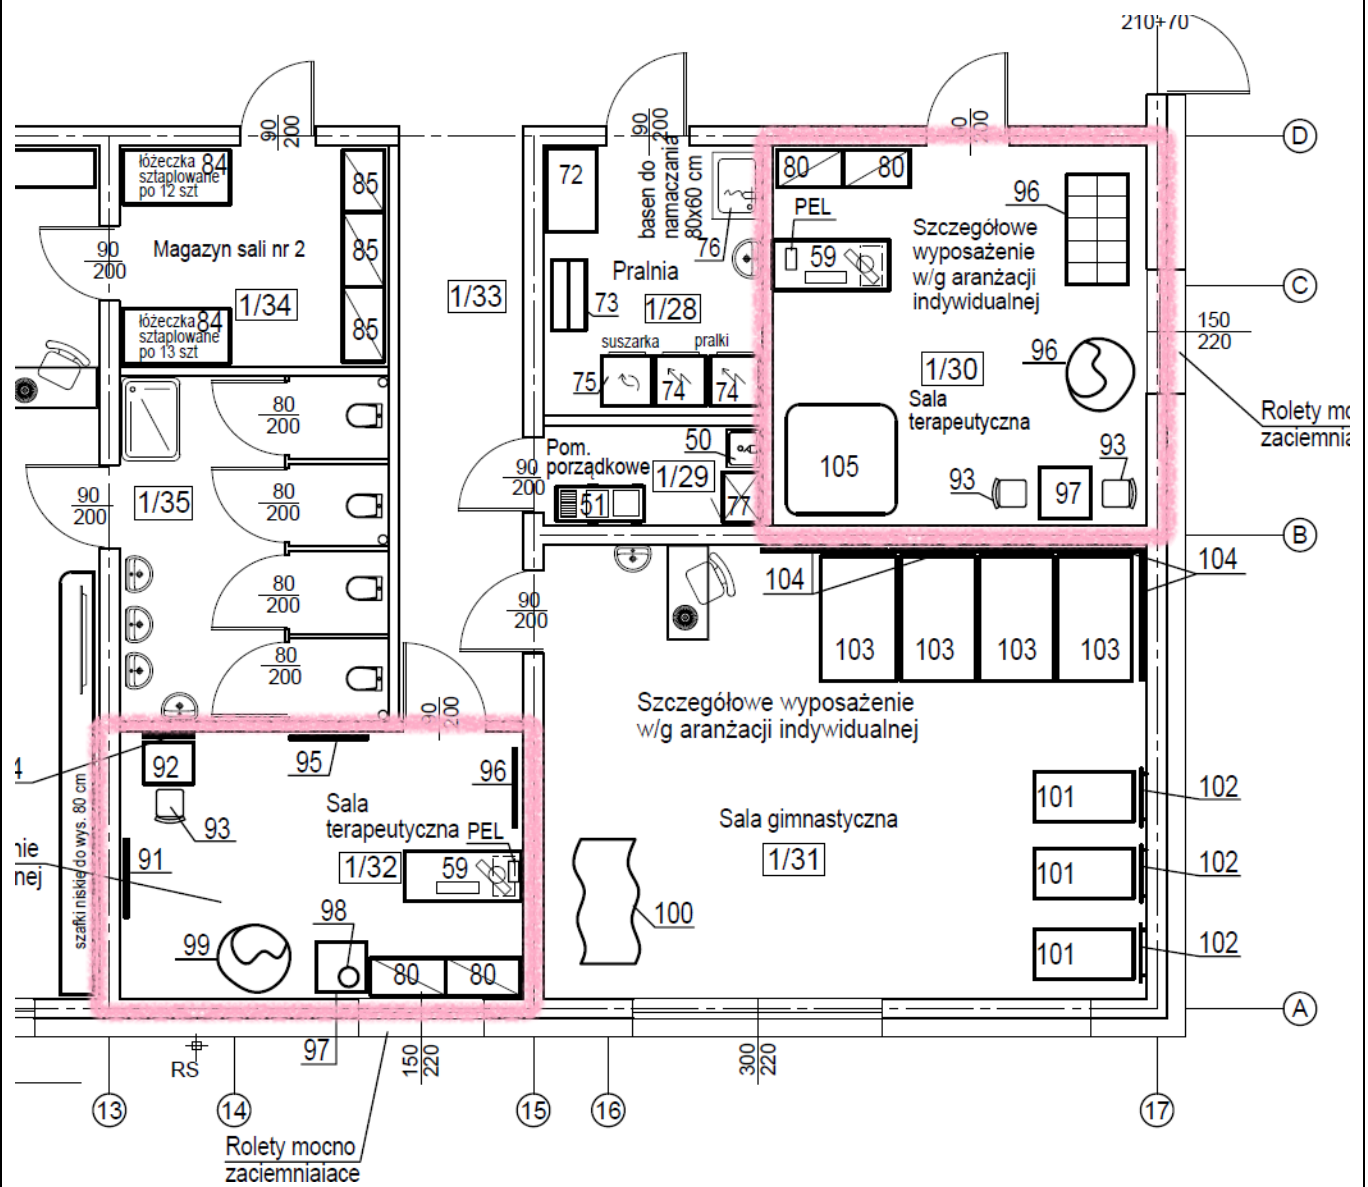 210+70
90
200
90
200
90
200
D
łóżeczka
sztaplowane
po 12 szt
84
85
72
basen do
namaczania
80x60 cm
76
80
80
96
PEL
59
Szczegółowe
wyposażenie
w/g aranżacji
indywidualnej
Magazyn sali nr 2
90
200
85
1/34
1/33
Pralnia
1/28
73
C
150
220
łóżeczka
sztaplowane
po 13 szt
84
85
suszarka
pralki
75
74
74
1/30
96
Sala
terapeutyczna
Rolety mo
zaciemnia
80
200
50
Pom.
porządkowe
1/29
90
200
51
77
105
93
93
97
90
200
1/35
80
200
B
80
200
90
200
104
104
103
103
103
103
80
200
Szczegółowe wyposażenie
w/g aranżacji indywidualnej
90
200
4
92
95
96
szafki niskie do wys. 80 cm
93
Sala
terapeutyczna
PEL
1/32
59
91
nie
nej
Sala gimnastyczna
1/31
101
102
101
102
101
102
100
98
99
80
80
A
97
RS
150
220
300
220
13
14
15
16
17
Rolety mocno
zaciemniające